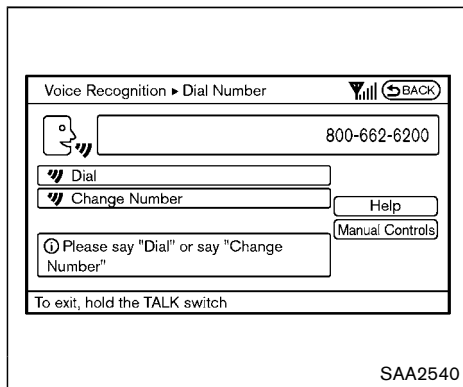 Voice Recognition ▸ Dial Number
BACK
800-662-6200
Dial
Change Number
Help
Manual Controls
Please say "Dial" or say "Change
Number"
To exit, hold the TALK switch
SAA2540